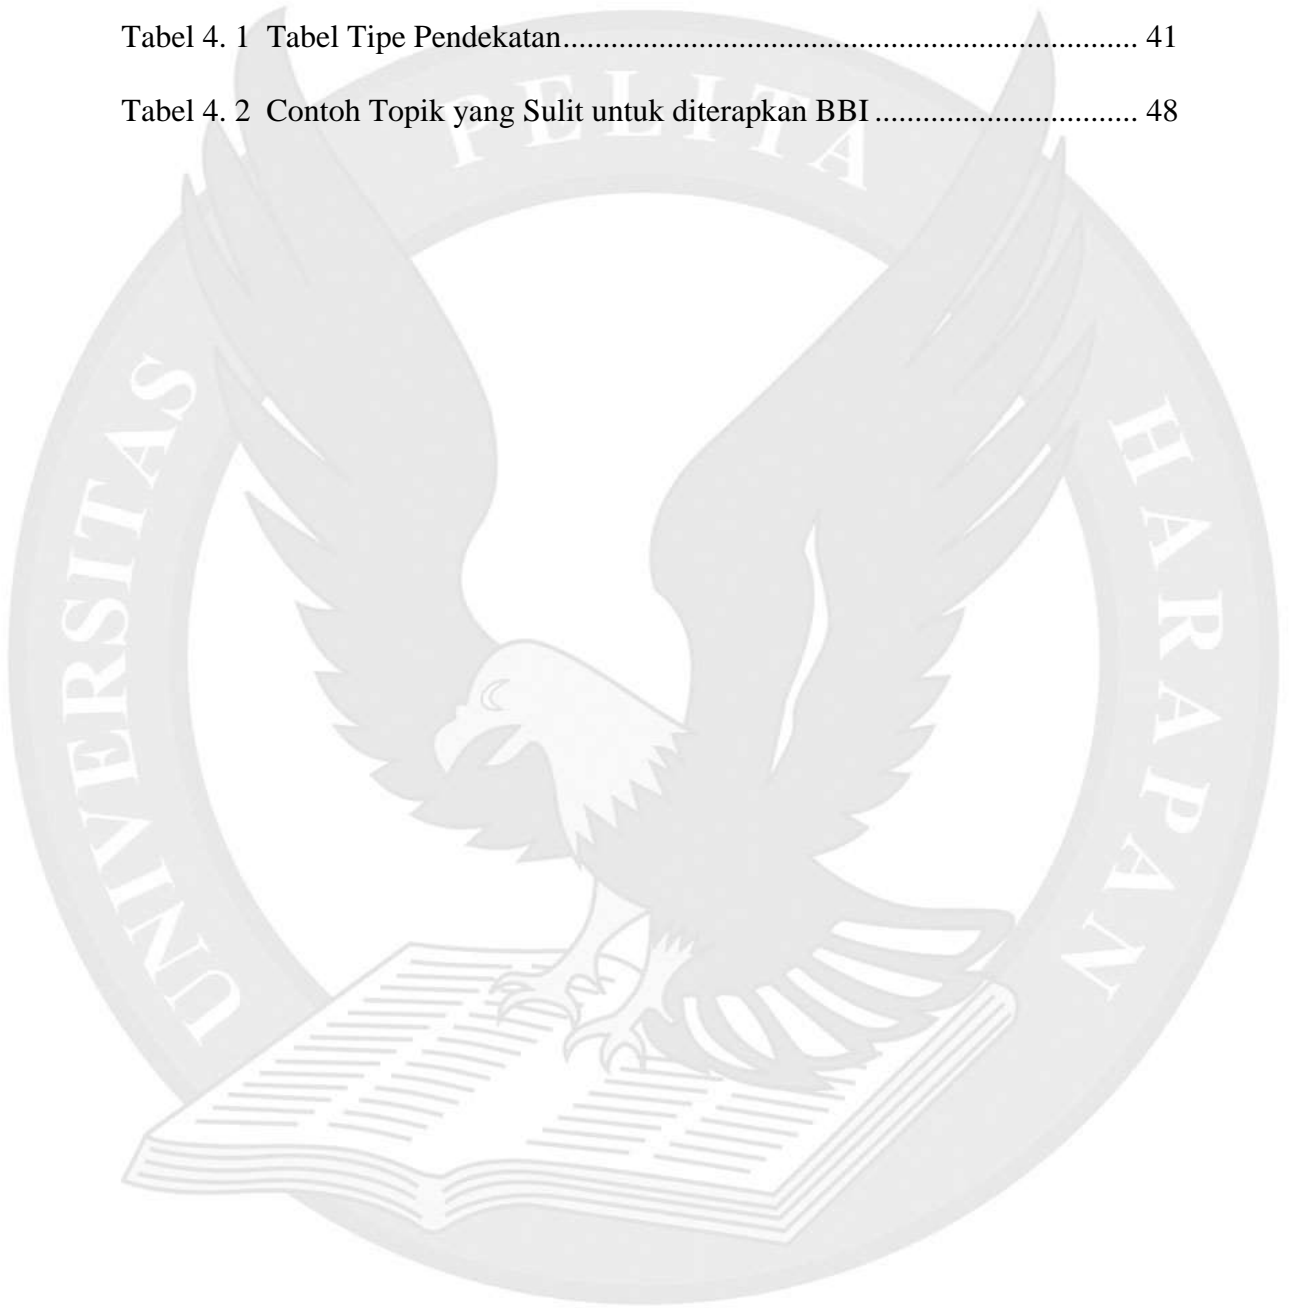 Tabel 4. 1  Tabel Tipe Pendekatan....................................................................... 41
Tabel 4. 2  Contoh Topik yang Sulit untuk diterapkan BBI ................................. 48
UNIVERSITAS PELITA HARAPAN